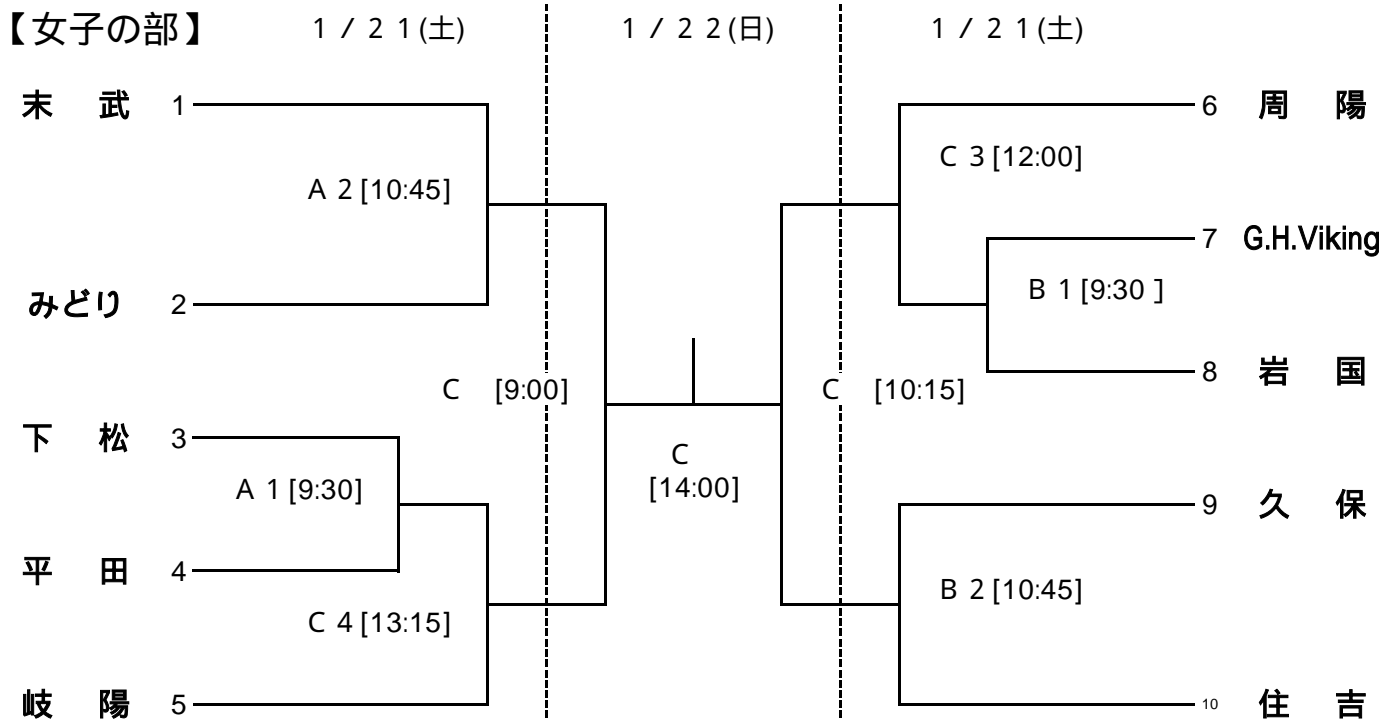 【女子の部】 1/21(土) 1/22(日) 1/21(土)
末 武 1
6 周 陽
C 3 [12:00]
A 2 [10:45]
7 G.H.Viking
B 1 [9:30 ]
みどり 2
8 岩 国
C [9:00]
C [10:15]
下 松 3
C
[14:00]
A 1 [9:30]
9 久 保
平 田 4
B 2 [10:45]
C 4 [13:15]
岐 陽 5
10 住 吉